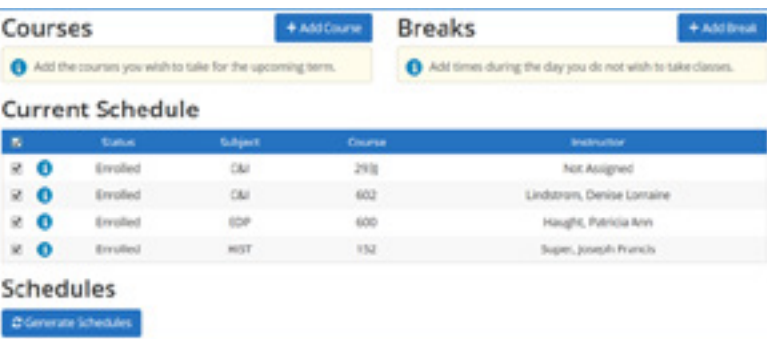 Courses
+ Add Course
Breaks
+ Add Break
Add the courses you wish to take for the upcoming term.
Add times during the day you do not wish to take classes.
Current Schedule
Status Subject Course Instructor
Enrolled C&I Not Assigned
Enrolled C&I 602 Lindstrom, Denise Lorraine
Enrolled EDP 600 Haught, Patricia Ann
Enrolled HIST 152 Super, Joseph Francis
Schedules
Generate Schedules